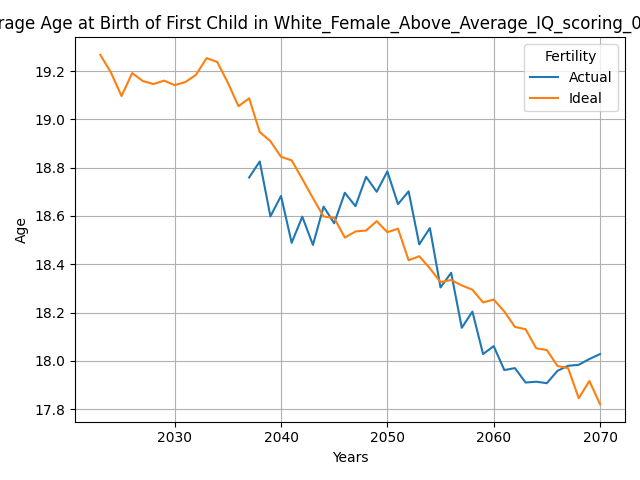 rage Age at Birth of First Child in White_Female_Above_Average_IQ_scoring_0
Fertility
Actual
Ideal
19.2
19.0
18.8
18.6
18.4
18.2
18.0
17.8
Age
2030 2040 2050 2060 2070
Years